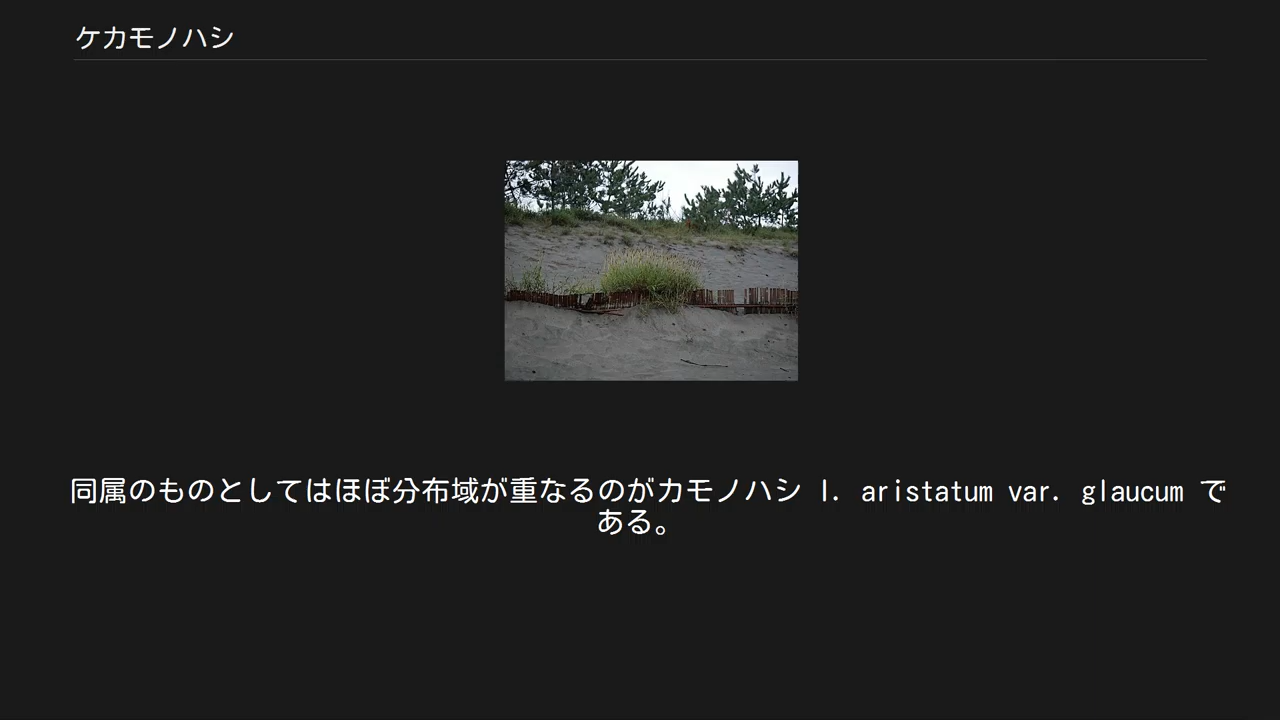 ケカモノハシ
同属のものとしてはほぼ分布域が重なるのがカモノハシ I. aristatum var. glaucum で
ある。